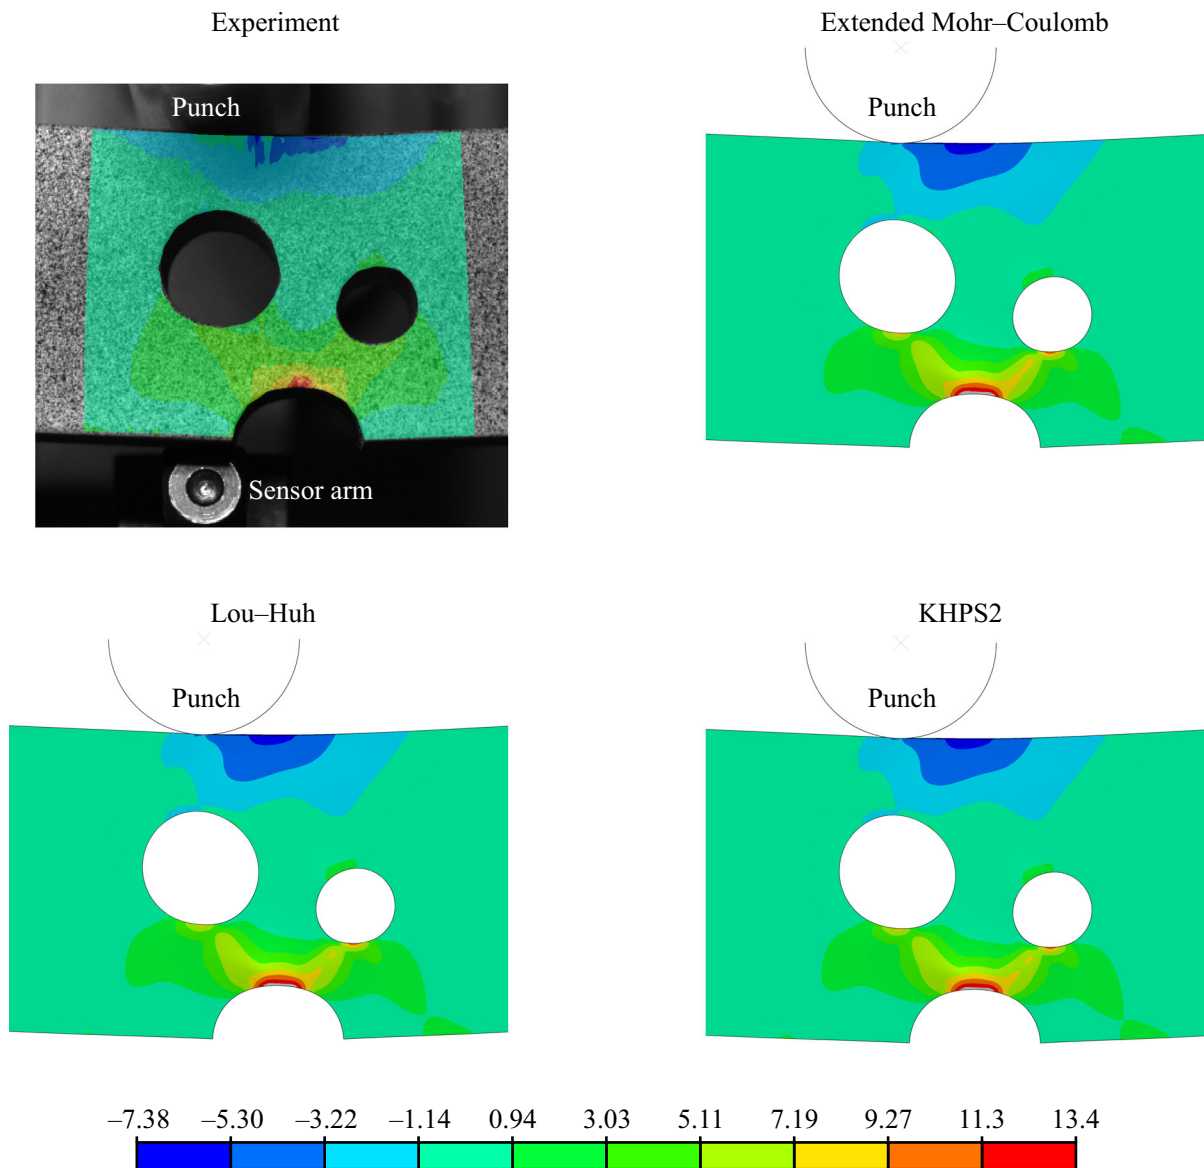 Experiment
Extended Mohr–Coulomb
Punch
Punch
Sensor arm
Lou–Huh
KHPS2
Punch
Punch
–7.38 –5.30 –3.22 –1.14 0.94 3.03 5.11 7.19 9.27 11.3 13.4